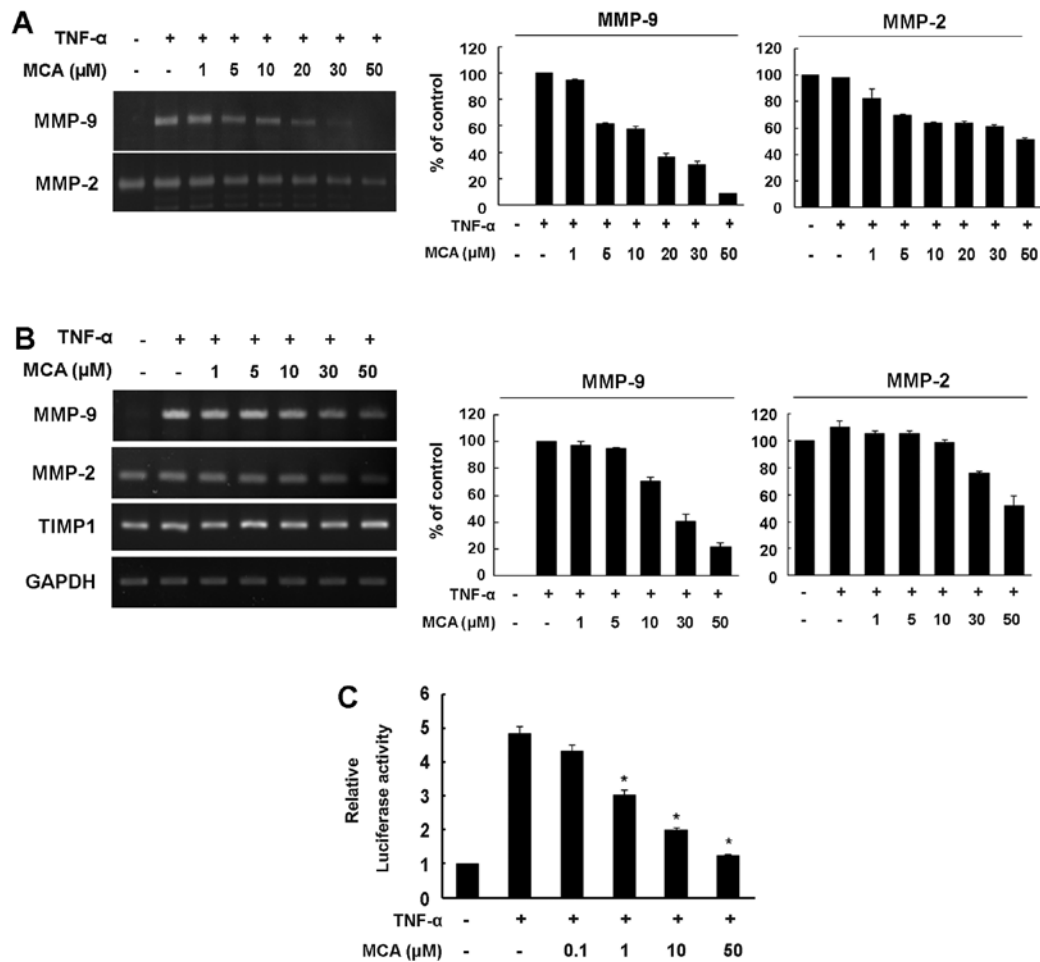 A
TNF-α - + + + + + + +
MCA (μM) - - 1 5 10 20 30 50
MMP-9
MMP-2
MMP-9
% of control
120
100
80
60
40
20
0
TNF-α - + + + + + + +
MCA (μM) - - 1 5 10 20 30 50
MMP-2
120
100
80
60
40
20
0
- + + + + + + +
- - 1 5 10 20 30 50
B
TNF-α - + + + + + +
MCA (μM) - - 1 5 10 30 50
MMP-9
MMP-2
TIMP1
GAPDH
MMP-9
% of control
120
100
80
60
40
20
0
TNF-α - + + + + + +
MCA (μM) - - 1 5 10 30 50
MMP-2
120
100
80
60
40
20
0
- + + + + + +
- - 1 5 10 30 50
C
Relative
Luciferase activity
6
5
4
3
2
1
0
* * *
TNF-α - + + + + +
MCA (μM) - - 0.1 1 10 50